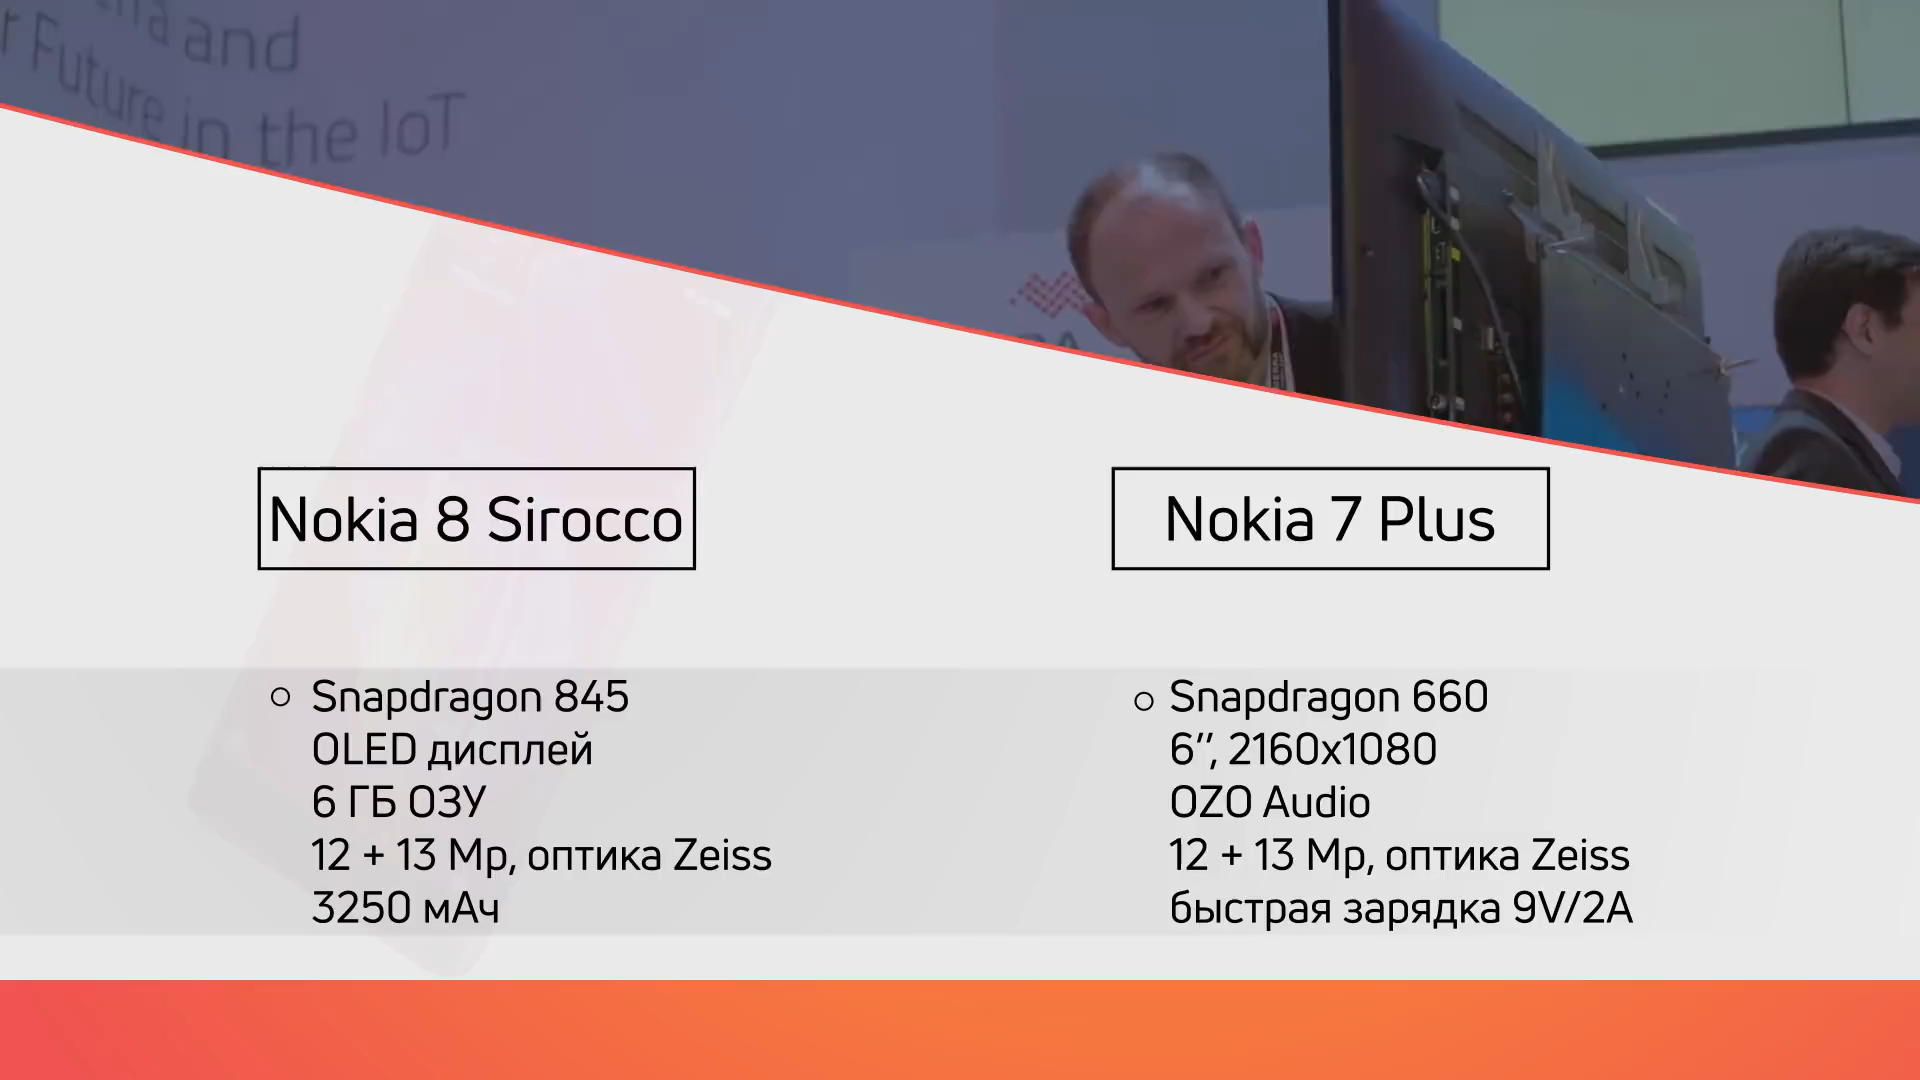 and
Future in the IoT
Nokia 8 Sirocco
Nokia 7 Plus
Snapdragon 845
OLED дисплей
6 ГБ ОЗУ
12 + 13 Mp, оптика Zeiss
3250 мАч
Snapdragon 660
6’’, 2160x1080
OZO Audio
12 + 13 Mp, оптика Zeiss
быстрая зарядка 9V/2A